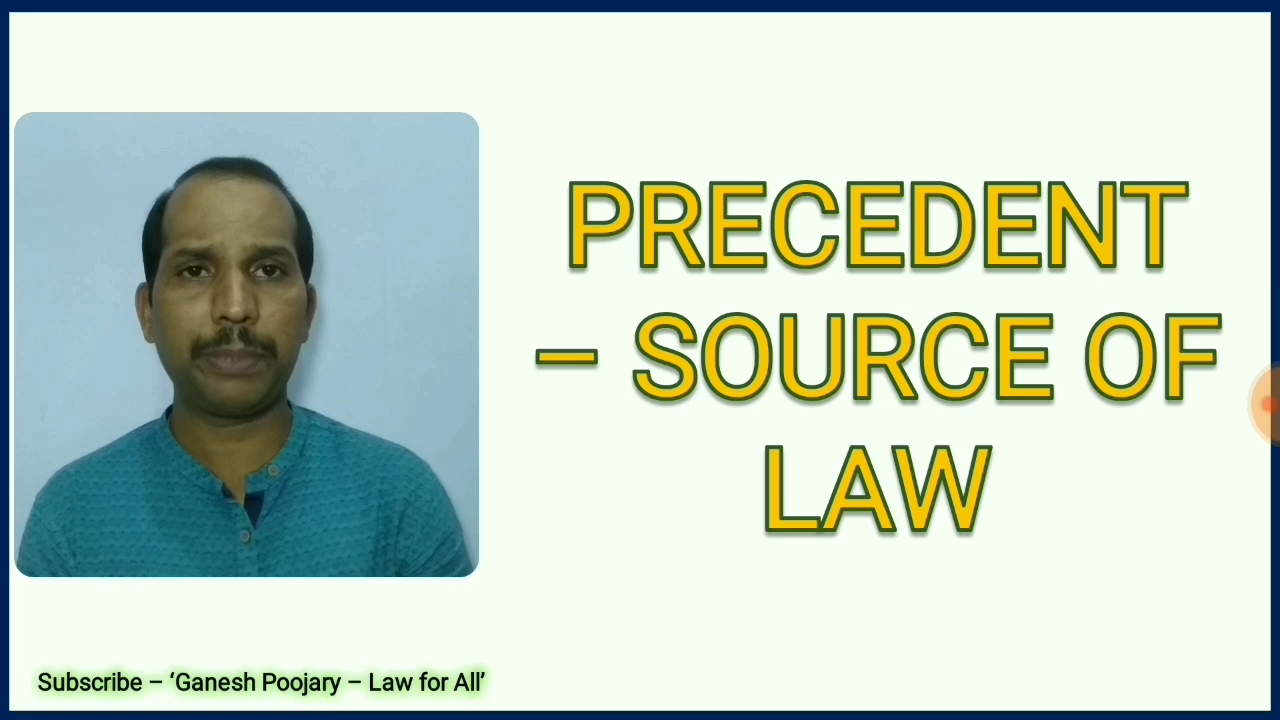 PRECEDENT
– SOURCE OF
LAW
Subscribe – ‘Ganesh Poojary – Law for All’